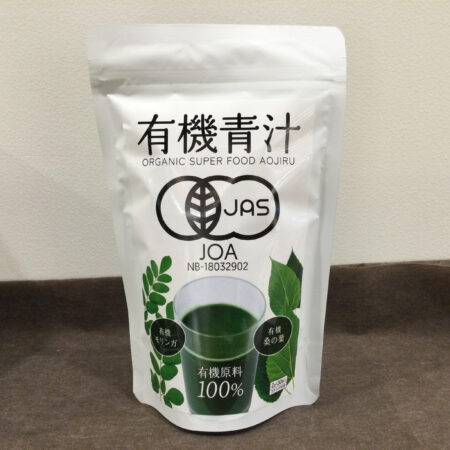 有機青汁
ORGANIC SUPER FOOD AOJIRU
JAS
JOA
NB-18032902
有機
モリンガ
有機
桑の葉
有機原料
100%